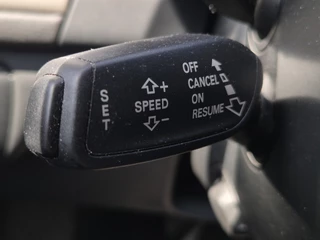 SET
SPEED
+
-
OFF
CANCEL
ON
RESUME